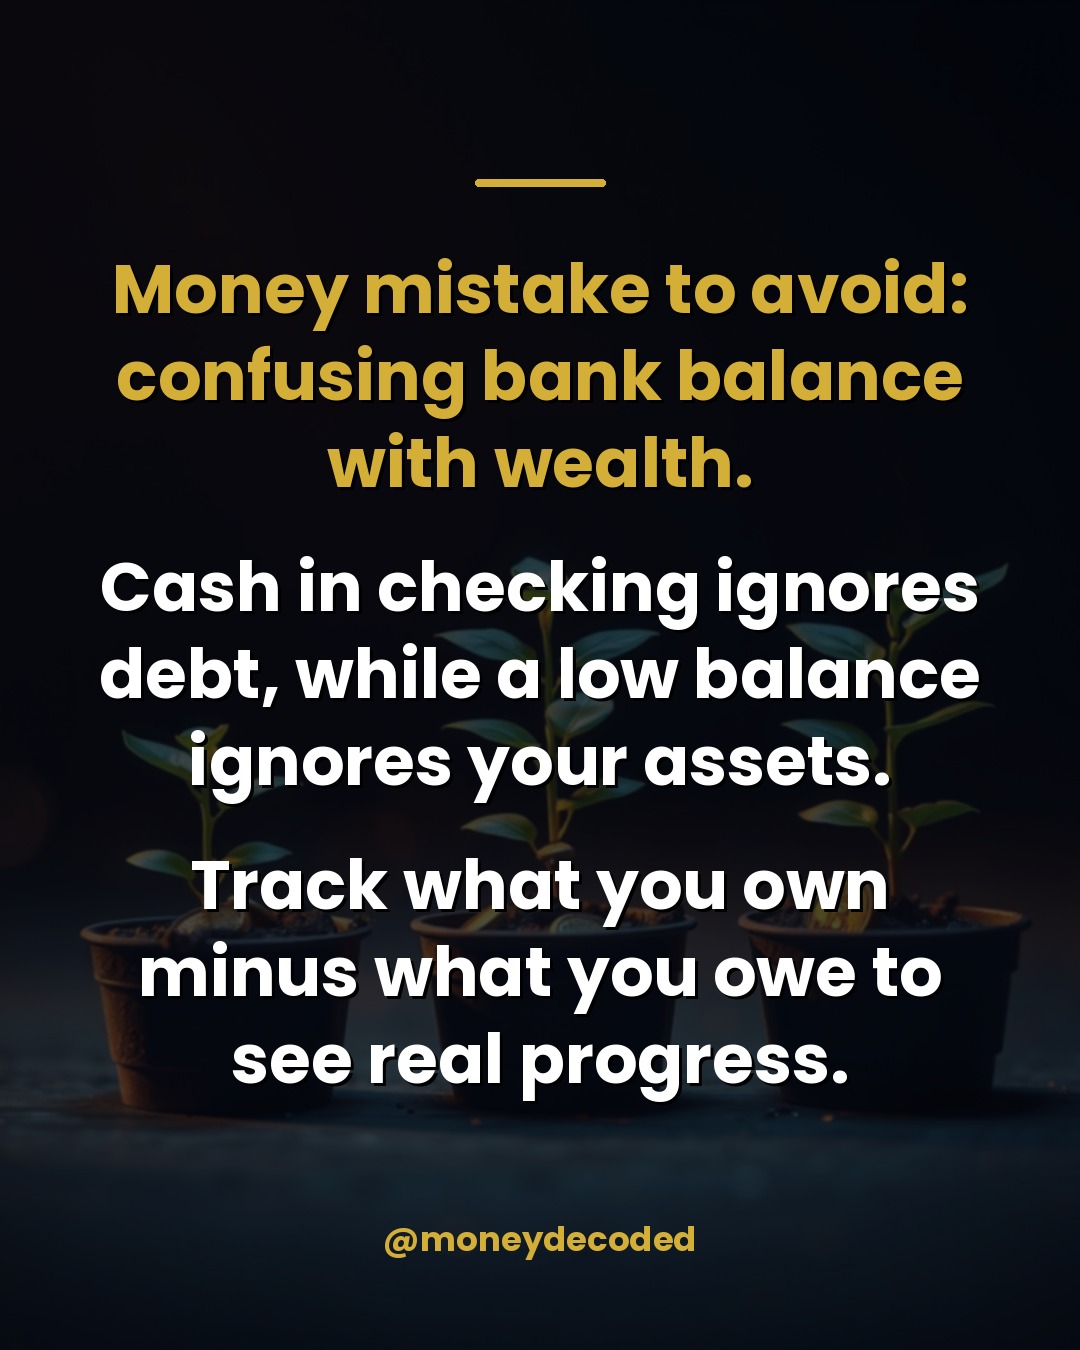 Money mistake to avoid:
confusing bank balance
with wealth.
Cash in checking ignores
debt, while a low balance
ignores your assets.
Track what you own
minus what you owe to
see real progress.
@moneydecoded